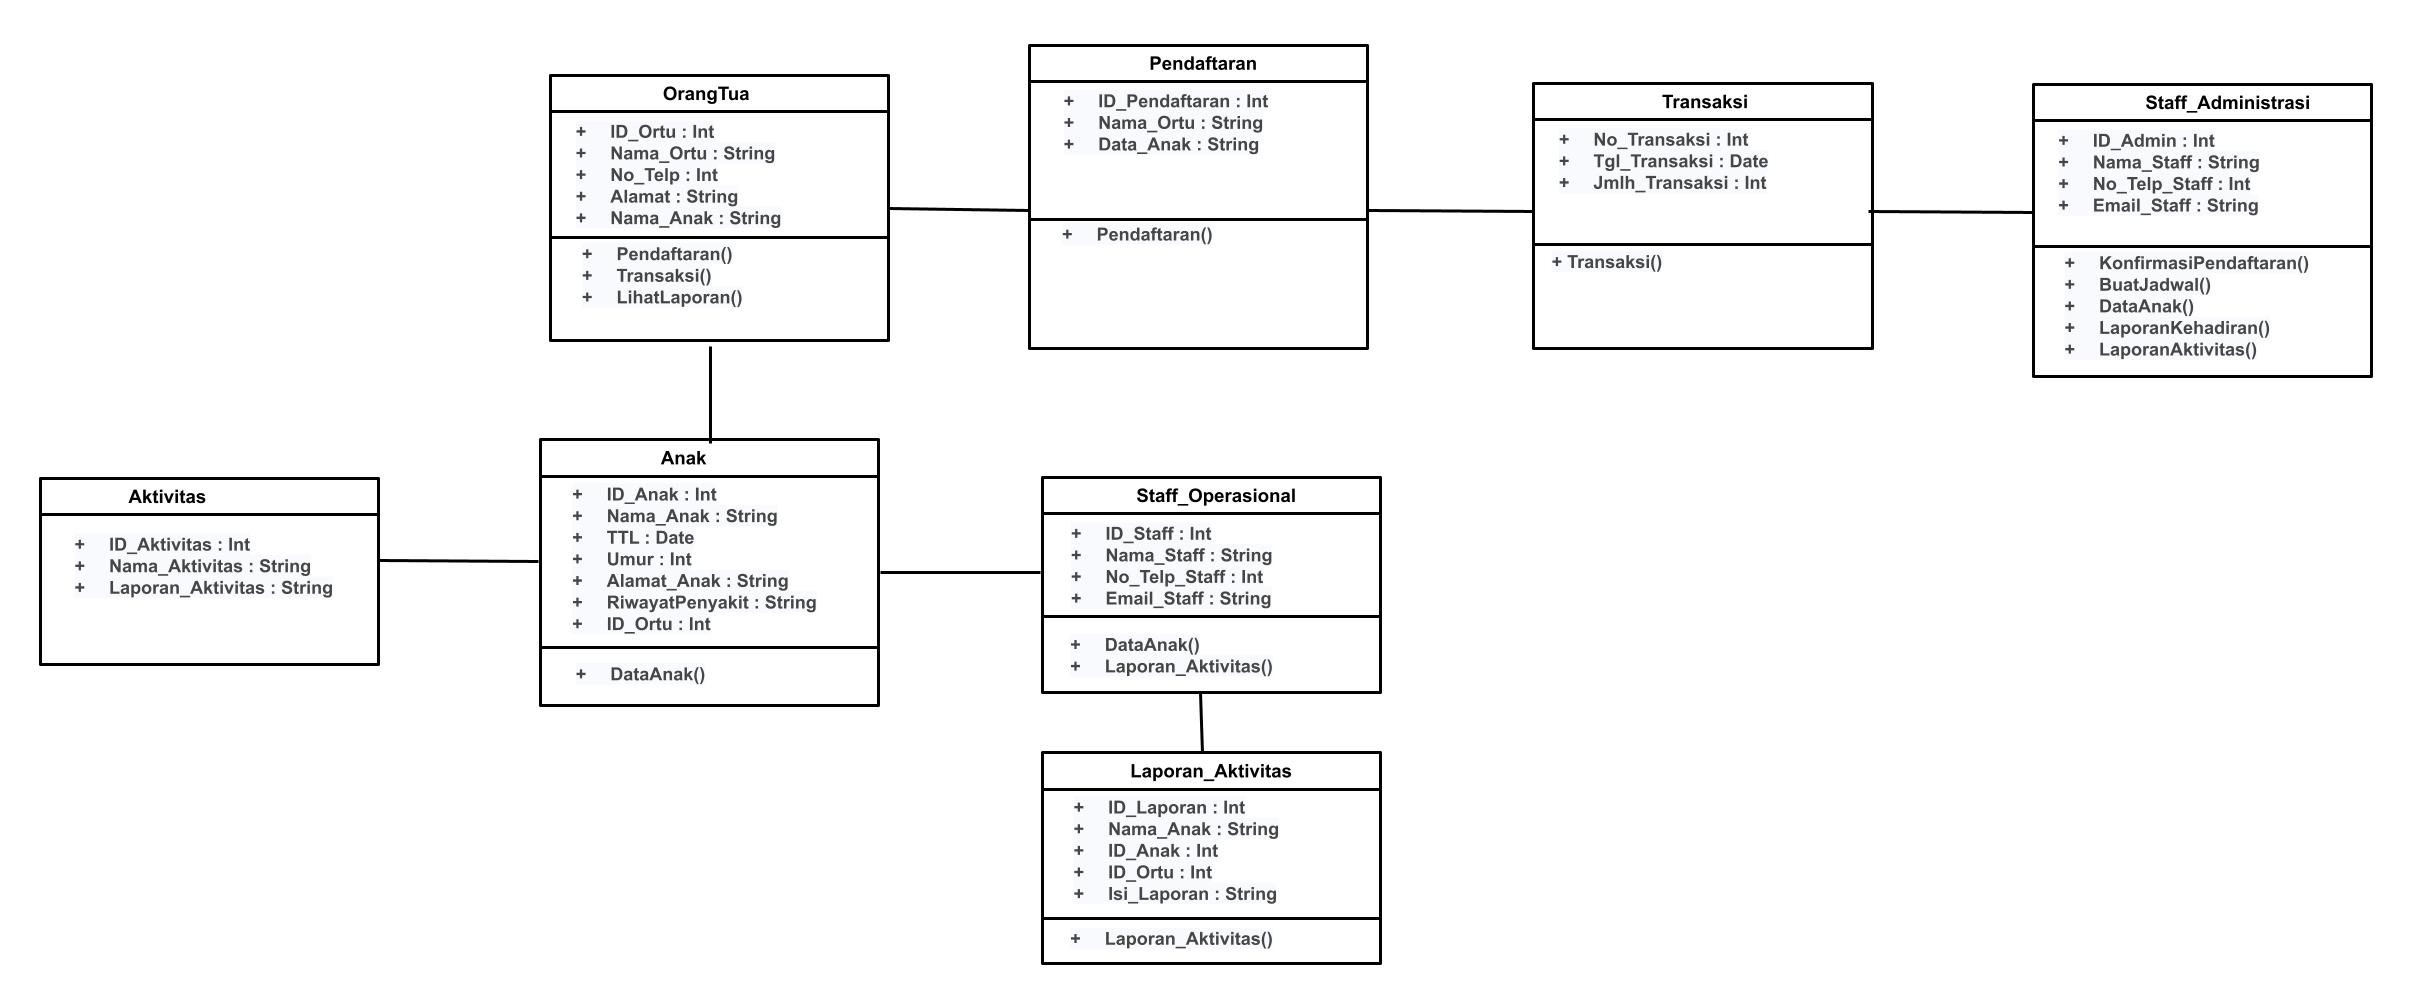 OrangTua
+ ID_Ortu : Int
+ Nama_Ortu : String
+ No_Telp : Int
+ Alamat : String
+ Nama_Anak : String
+ Pendaftaran()
+ Transaksi()
+ LihatLaporan()
Pendaftaran
+ ID_Pendaftaran : Int
+ Nama_Ortu : String
+ Data_Anak : String
+ Pendaftaran()
Transaksi
+ No_Transaksi : Int
+ Tgl_Transaksi : Date
+ Jmlh_Transaksi : Int
+ Transaksi()
Staff_Administrasi
+ ID_Admin : Int
+ Nama_Staff : String
+ No_Telp_Staff : Int
+ Email_Staff : String
+ KonfirmasiPendaftaran()
+ BuatJadwal()
+ DataAnak()
+ LaporanKehadiran()
+ LaporanAktivitas()
Aktivitas
+ ID_Aktivitas : Int
+ Nama_Aktivitas : String
+ Laporan_Aktivitas : String
Anak
+ ID_Anak : Int
+ Nama_Anak : String
+ TTL : Date
+ Umur : Int
+ Alamat_Anak : String
+ RiwayatPenyakit : String
+ ID_Ortu : Int
+ DataAnak()
Staff_Operasional
+ ID_Staff : Int
+ Nama_Staff : String
+ No_Telp_Staff : Int
+ Email_Staff : String
+ DataAnak()
+ Laporan_Aktivitas()
Laporan_Aktivitas
+ ID_Laporan : Int
+ Nama_Anak : String
+ ID_Anak : Int
+ ID_Ortu : Int
+ Isi_Laporan : String
+ Laporan_Aktivitas()